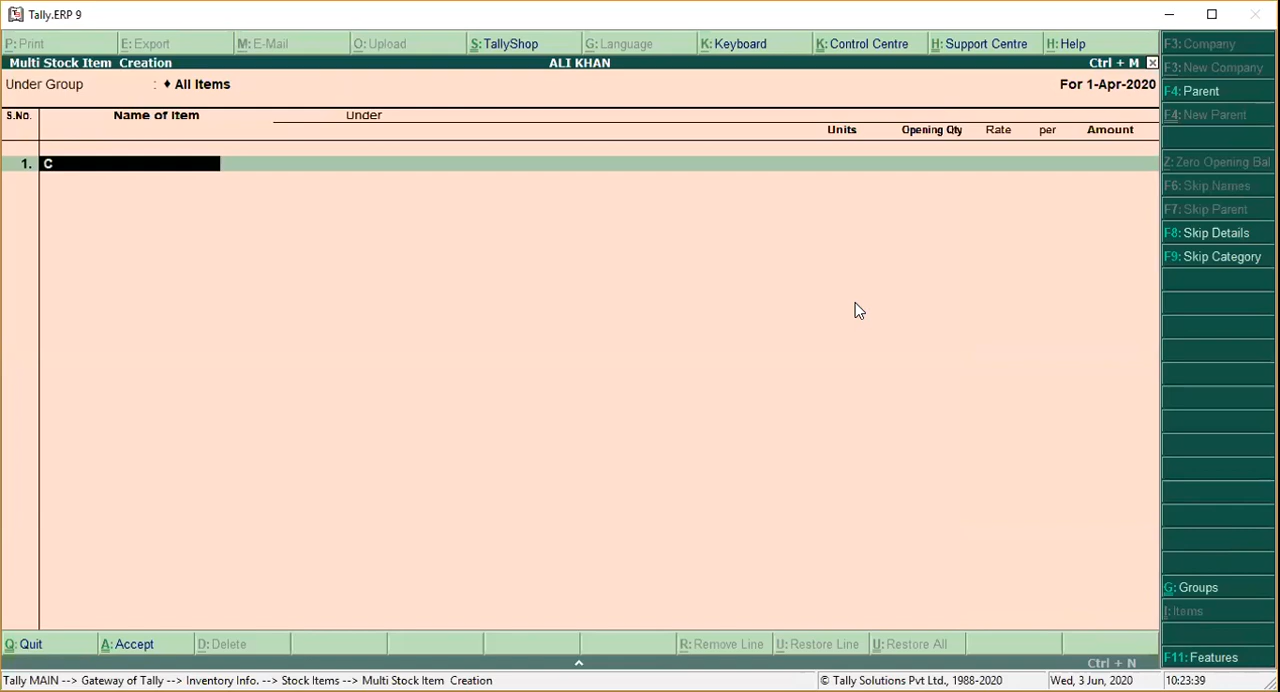 Tally.ERP 9
P: Print E: Export M: E-Mail O: Upload S: TallyShop G: Language K: Keyboard K: Control Centre H: Support Centre H: Help
Multi Stock Item Creation ALI KHAN Ctrl + M
Under Group : ♦ All Items For 1-Apr-2020
S.No. Name of Item Under
Units Opening Qty Rate per Amount
1. C
F3: Company
F3: New Company
F4: Parent
F4: New Parent
Z: Zero Opening Bal
F6: Skip Names
F7: Skip Parent
F8: Skip Details
F9: Skip Category
G: Groups
I: Items
F11: Features
Q: Quit A: Accept D: Delete R: Remove Line U: Restore Line U: Restore All
Ctrl + N
Tally MAIN --> Gateway of Tally --> Inventory Info. --> Stock Items --> Multi Stock Item Creation © Tally Solutions Pvt Ltd., 1988-2020 Wed, 3 Jun, 2020 10:23:39